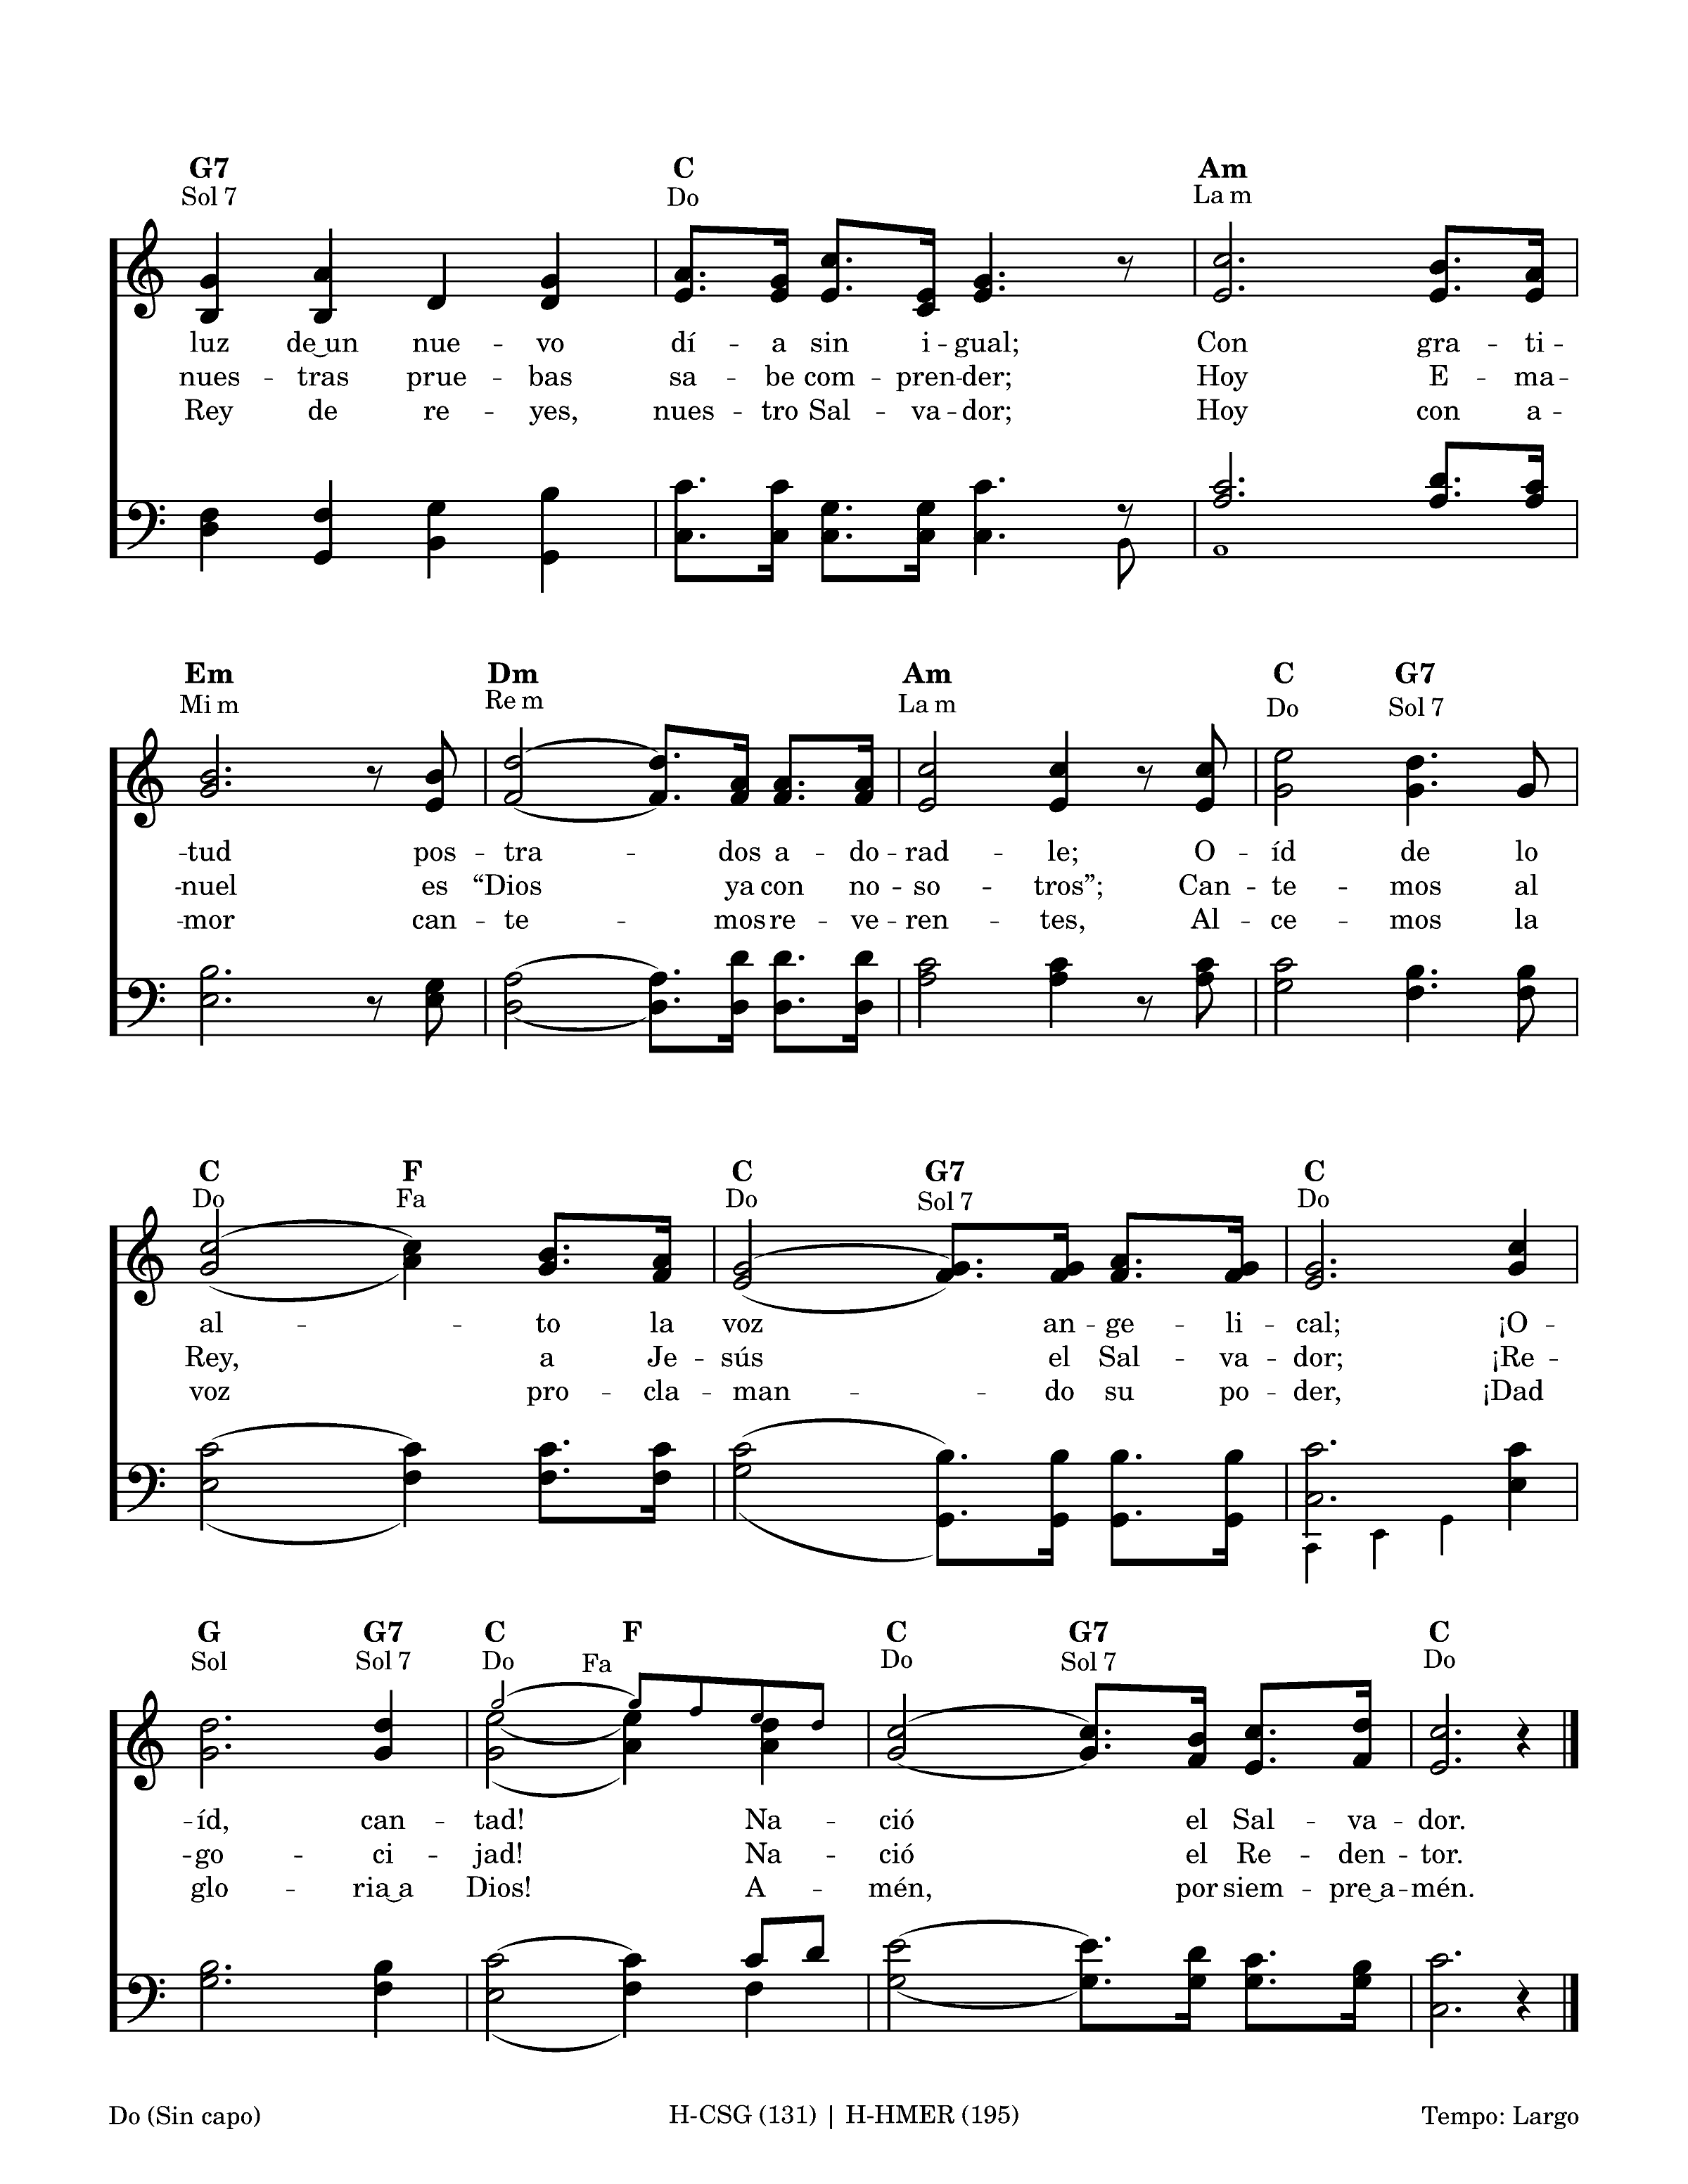 G7 C Am
Sol 7 Do La m
luz de‿un nue - vo dí - a sin i - gual; Con gra - ti -
nues - tras prue - bas sa - be com - pren - der; Hoy E - ma -
Rey de re - yes, nues - tro Sal - va - dor; Hoy con a -
Em Dm Am C G7
Mi m Re m La m Do Sol 7
- tud pos - tra - dos a - do - rad - le; O - íd de lo
- nuel es “Dios ya con no - so - tros”; Can - te - mos al
- mor can - te - mos re - ve - ren - tes, Al - ce - mos la
C F C G7 C
Do Fa Do Sol 7 Do
al - to la voz an - ge - li - cal; ¡O -
Rey, a Je - sús el Sal - va - dor; ¡Re -
voz pro - cla - man - do su po - der, ¡Dad
G G7 C F C G7 C
Sol Sol 7 Do Fa Do Sol 7 Do
- íd, can - tad! Na - ció el Sal - va - dor.
- go - ci - jad! Na - ció el Re - den - tor.
glo - ria‿a Dios! A - mén, por siem - pre‿a - mén.
Do (Sin capo) H-CSG (131) | H-HMER (195) Tempo: Largo